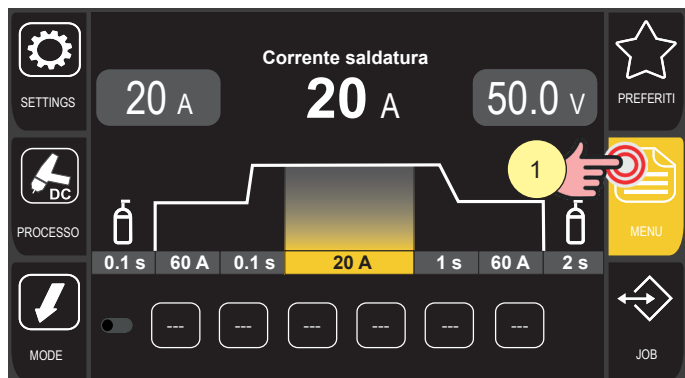 SETTINGS
PROCESSO
DC
MODE
Corrente saldatura
20 A
20 A
50.0 V
1
0.1 s 60 A 0.1 s 20 A 1 s 60 A 2 s
--- --- --- --- --- ---
PREFERITI
MENU
JOB